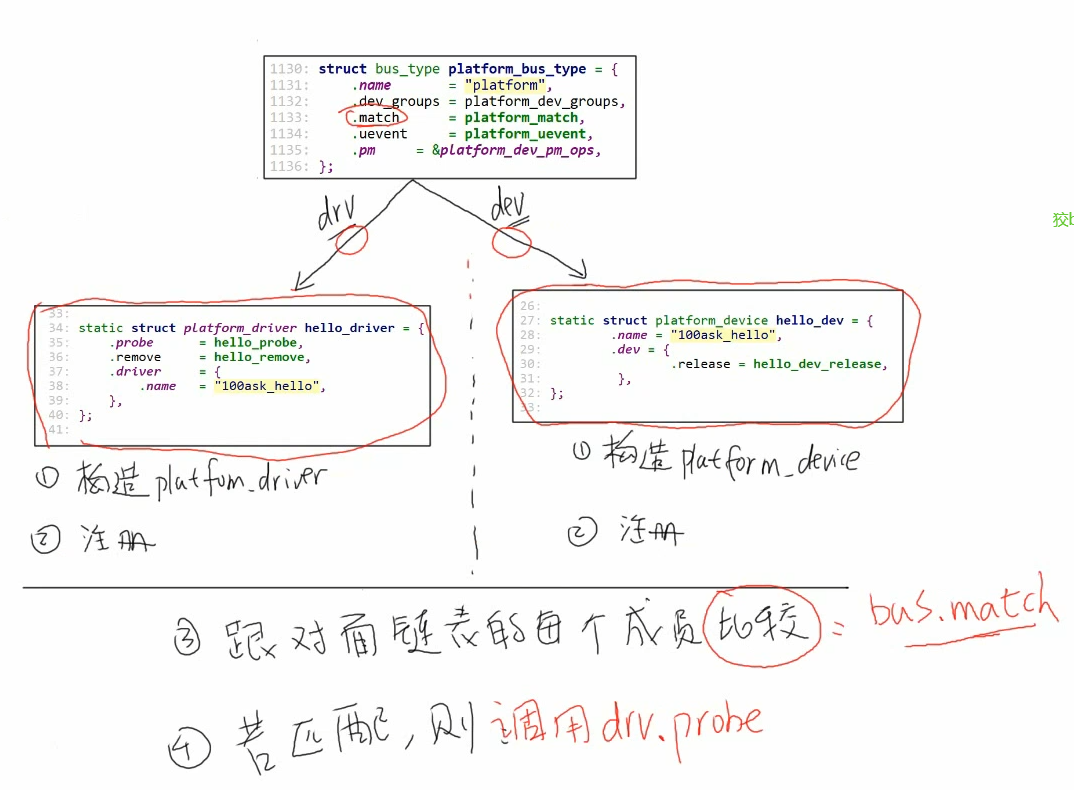 1130: struct bus_type platform_bus_type = {
1131: .name = "platform",
1132: .dev_groups = platform_dev_groups,
1133: .match = platform_match,
1134: .uevent = platform_uevent,
1135: .pm = &platform_dev_pm_ops,
1136: };
drv
dev
33:
34: static struct platform_driver hello_driver = {
35: .probe = hello_probe,
36: .remove = hello_remove,
37: .driver = {
38: .name = "100ask_hello",
39: },
40: };
41:
① 构造 platfom_driver
② 注册
26:
27: static struct platform_device hello_dev = {
28: .name = "100ask_hello",
29: .dev = {
30: .release = hello_dev_release,
31: },
32: };
33:
① 构造 platform_device
② 注册
③ 跟对面链表的每个成员比较 = bus.match
④ 若匹配,则调用drv.probe